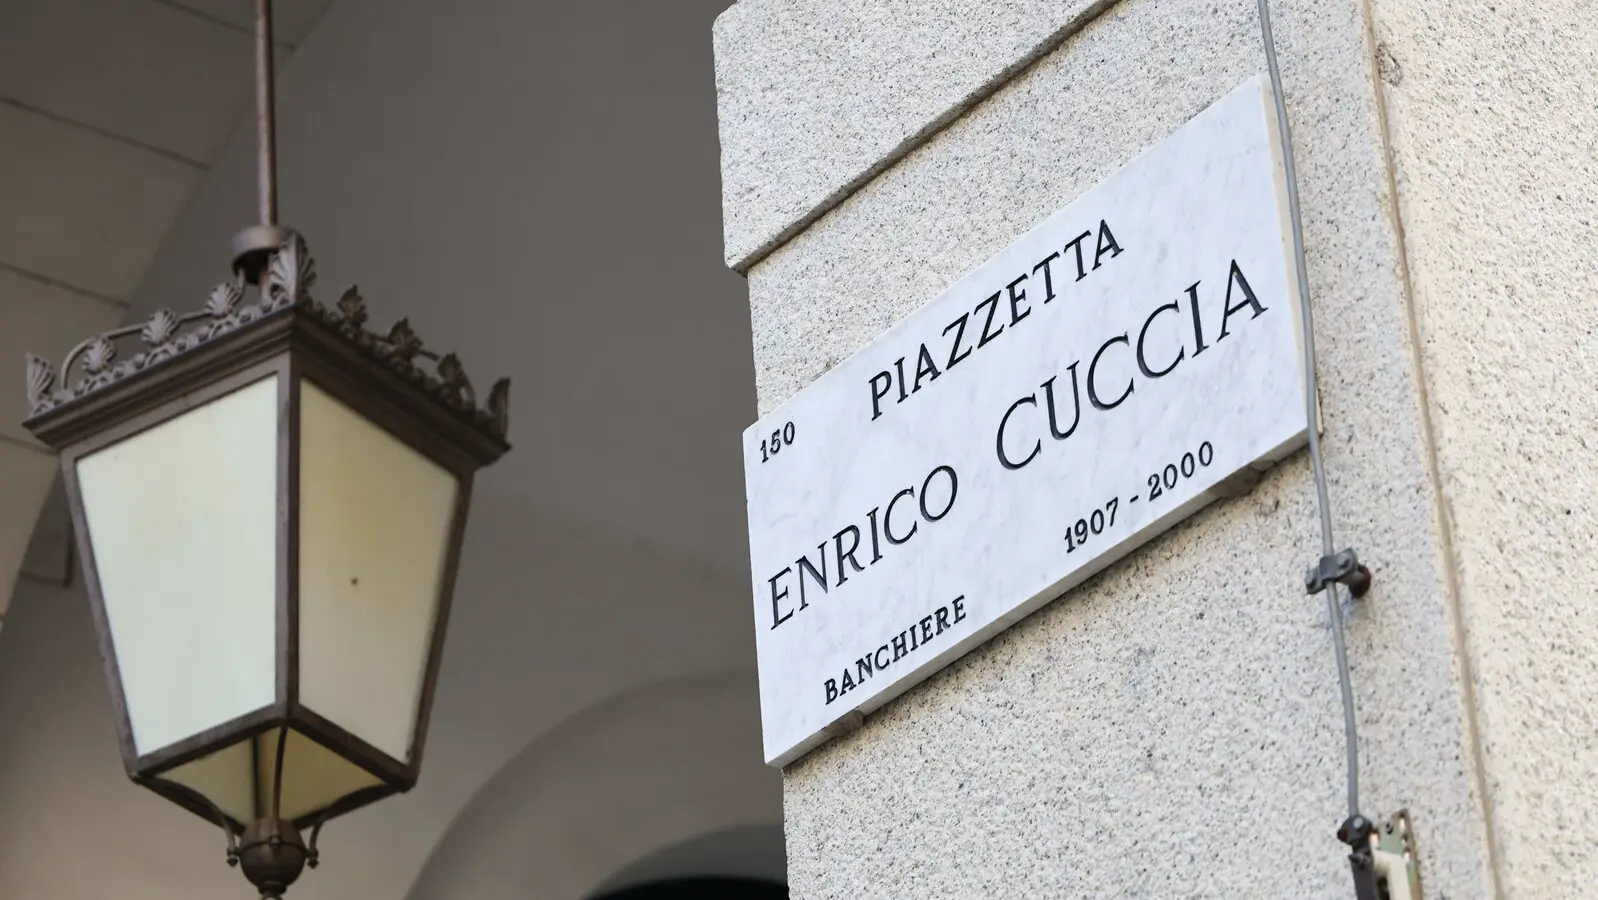 150
PIAZZETTA
ENRICO CUCCIA
1907 - 2000
BANCHIERE